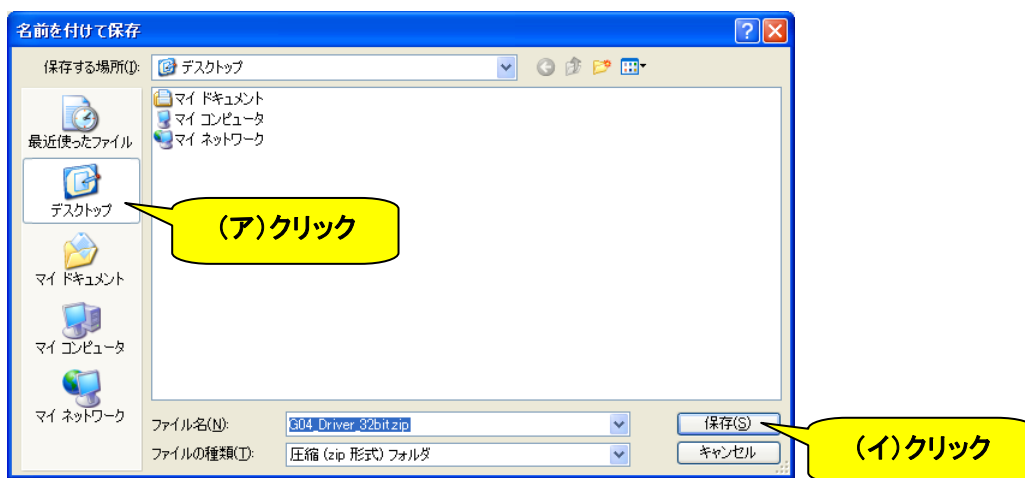 名前を付けて保存
保存する場所(I):
デスクトップ
最近使ったファイル
デスクトップ
マイ ドキュメント
マイ コンピュータ
マイ ネットワーク
マイ ドキュメント
マイ コンピュータ
マイ ネットワーク
(ア)クリック
ファイル名(N):
G04_Driver_32bit.zip
保存(S)
ファイルの種類(T):
圧縮 (zip 形式) フォルダ
キャンセル
(イ)クリック